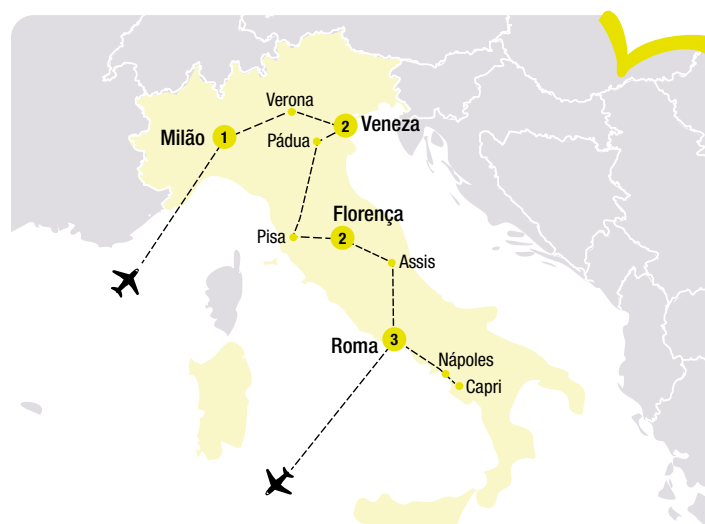 Verona
Milão
1
2
Veneza
Pádua
Florença
Pisa
2
Assis
Roma
3
Nápoles
Capri